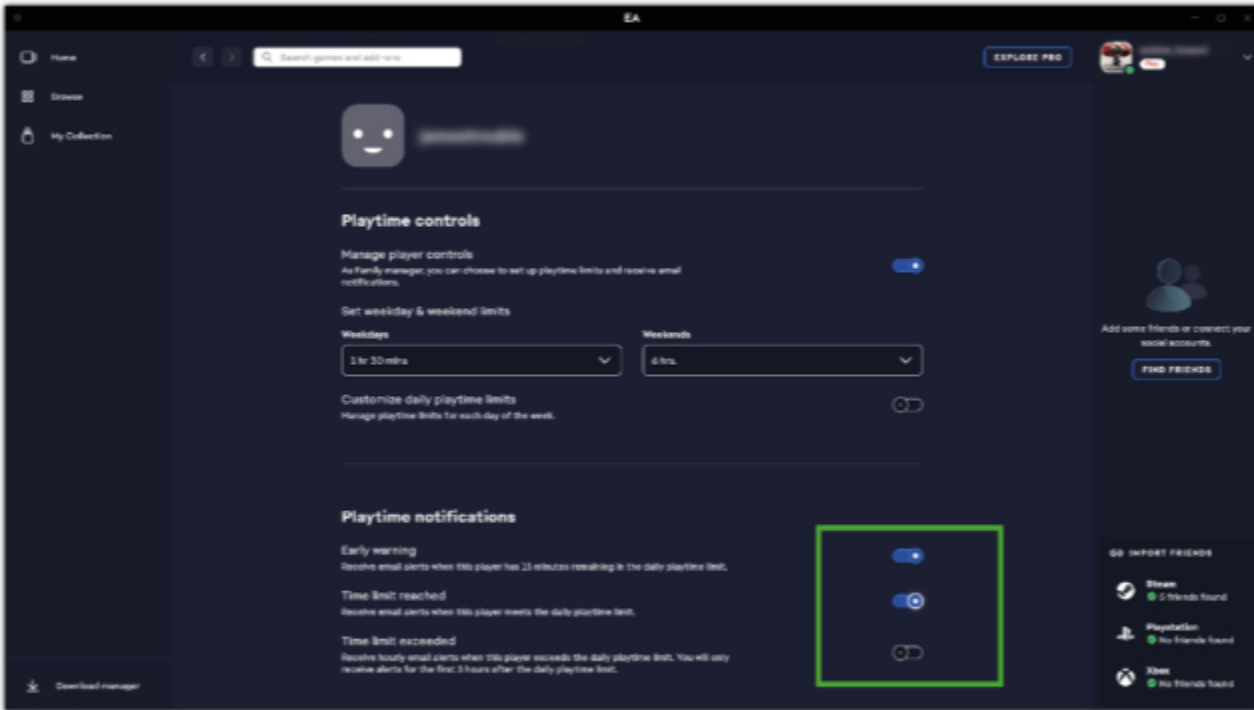 EA
Home
Search games and add-ons
EXPLORE PRO
Play
Browse
My Collection
Playtime controls
Manage player controls
As Family manager, you can choose to set up playtime limits and receive email
notifications.
Set weekday & weekend limits
Weekdays
Weekends
1 hr 30 mins
hrs.
Add some friends or connect your
social accounts.
FIND FRIENDS
Customize daily playtime limits
Manage playtime limits for each day of the week.
Playtime notifications
Early warning
Receive email alerts when this player has 15 minutes remaining in the daily playtime limit.
Time limit reached
Receive email alerts when this player meets the daily playtime limit.
Time limit exceeded
Receive hourly email alerts when this player exceeds the daily playtime limit. You will only
receive alerts for the first 3 hours after the daily playtime limit.
GO IMPORT FRIENDS
Steam
5 friends found
Playstation
No friends found
Xbox
No friends found
Download manager